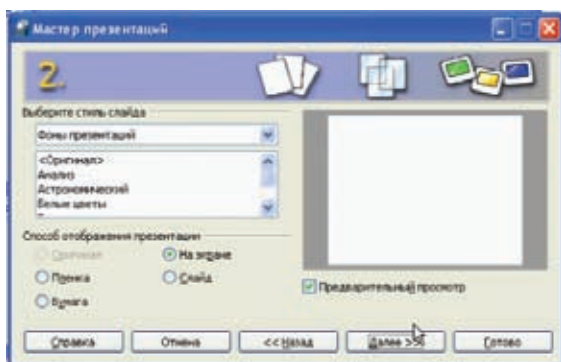 Мастер презентаций
2.
Выберите стиль слайда
Фоны презентаций
<Оригинал>
Анализ
Астрономический
Белые цветы
Способ отображения презентации
Оригинал
На экране
Пленка
Слайд
Бумага
Предварительный просмотр
Справка
Отмена
<< Назад
Далее >>
Готово